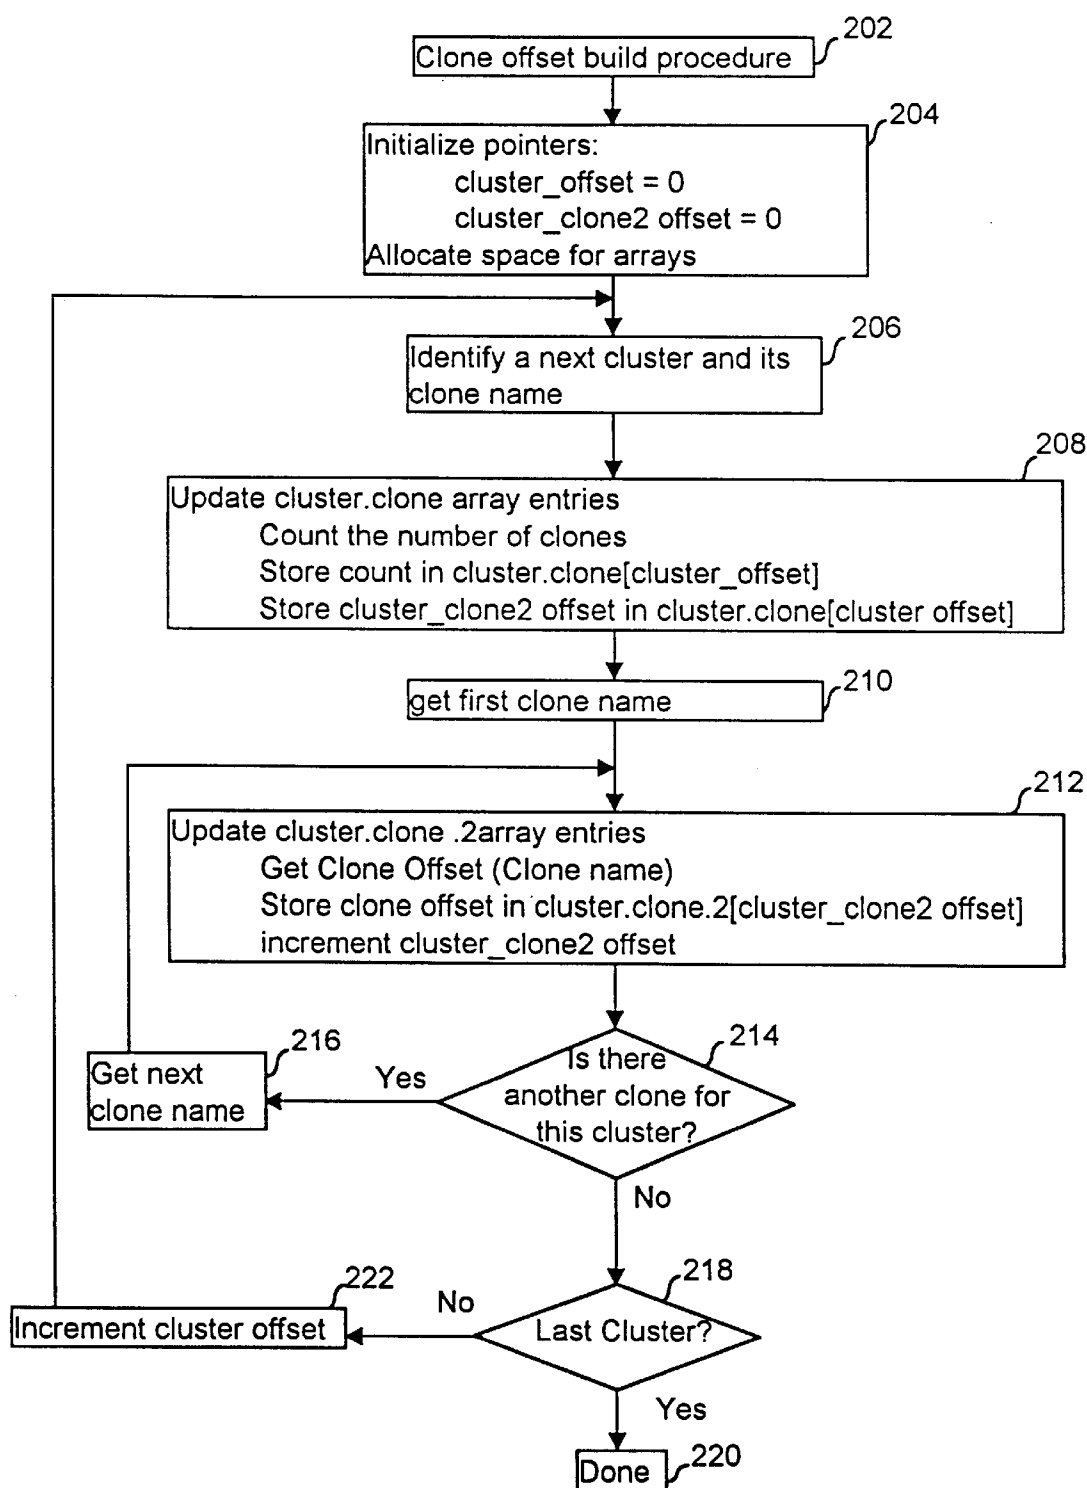 202
Clone offset build procedure
204
Initialize pointers:
cluster_offset = 0
cluster_clone2 offset = 0
Allocate space for arrays
206
Identify a next cluster and its
clone name
208
Update cluster.clone array entries
Count the number of clones
Store count in cluster.clone[cluster_offset]
Store cluster_clone2 offset in cluster.clone[cluster offset]
210
get first clone name
212
Update cluster.clone .2array entries
Get Clone Offset (Clone name)
Store clone offset in cluster.clone.2[cluster_clone2 offset]
increment cluster_clone2 offset
214
Is there
another clone for
this cluster?
216
Yes
Get next
clone name
No
218
Last Cluster?
222
No
Increment cluster offset
Yes
Done
220